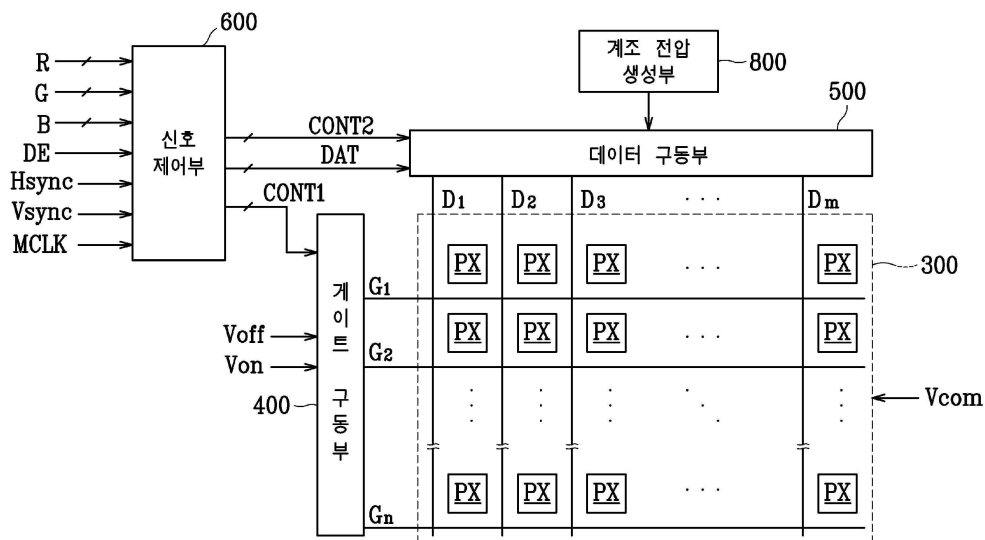 600
R
G
B
DE
Hsync
Vsync
MCLK
신호
제어부
계조 전압
생성부
800
500
CONT2
DAT
CONT1
데이터 구동부
D1 D2 D3 ... Dm
PX PX PX ... PX
300
G1
PX PX PX ... PX
Voff
Von
G2
게이트 구동부
400
Vcom
PX PX PX ... PX
Gn